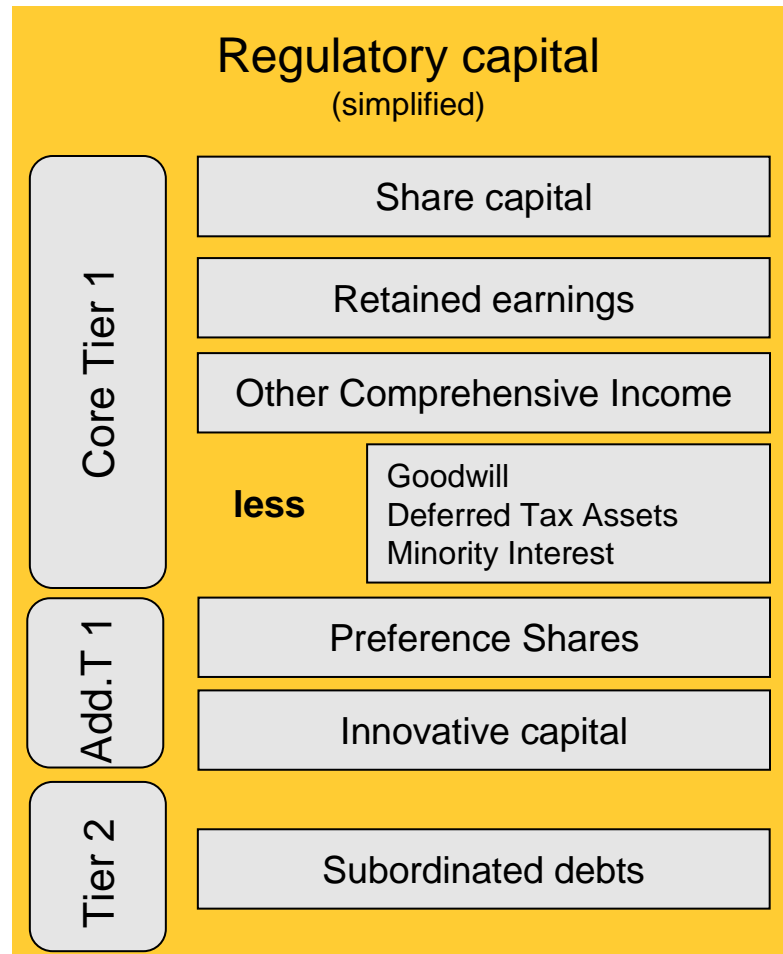 Regulatory capital
(simplified)
Core Tier 1
Share capital
Retained earnings
Other Comprehensive Income
less
Goodwill
Deferred Tax Assets
Minority Interest
Add.T 1
Preference Shares
Innovative capital
Tier 2
Subordinated debts